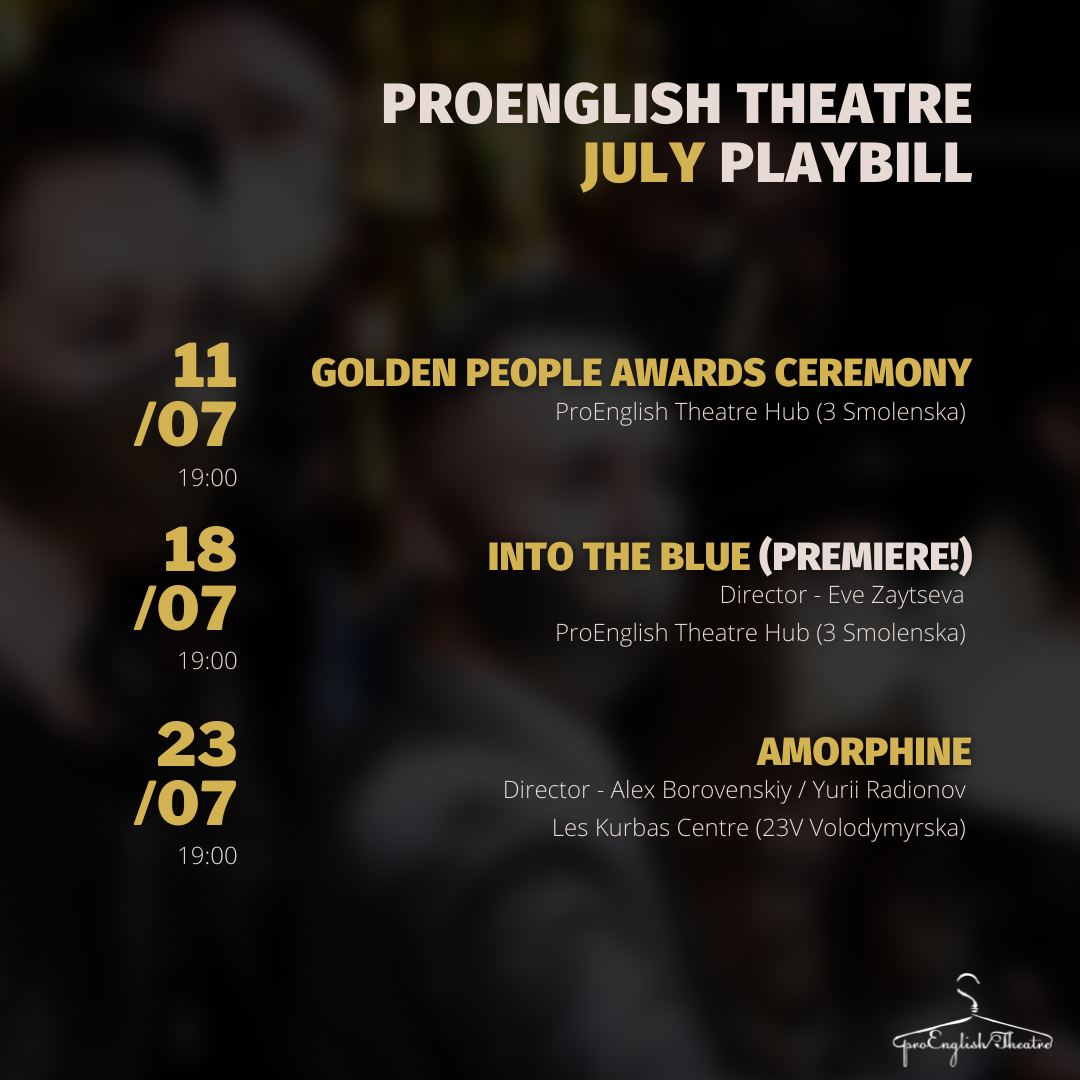 PROENGLISH THEATRE
JULY PLAYBILL
11
/07
19:00
GOLDEN PEOPLE AWARDS CEREMONY
ProEnglish Theatre Hub (3 Smolenska)
18
/07
19:00
INTO THE BLUE (PREMIERE!)
Director - Eve Zaytseva
ProEnglish Theatre Hub (3 Smolenska)
23
/07
19:00
AMORPHINE
Director - Alex Borovenskiy / Yurii Radionov
Les Kurbas Centre (23V Volodymyrska)
proEnglish Theatre